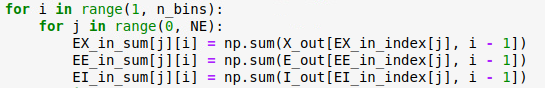 for i in range(1, n_bins):
    for j in range(0, NE):
        EX_in_sum[j][i] = np.sum(X_out[EX_in_index[j], i - 1])
        EE_in_sum[j][i] = np.sum(E_out[EE_in_index[j], i - 1])
        EI_in_sum[j][i] = np.sum(I_out[EI_in_index[j], i - 1])